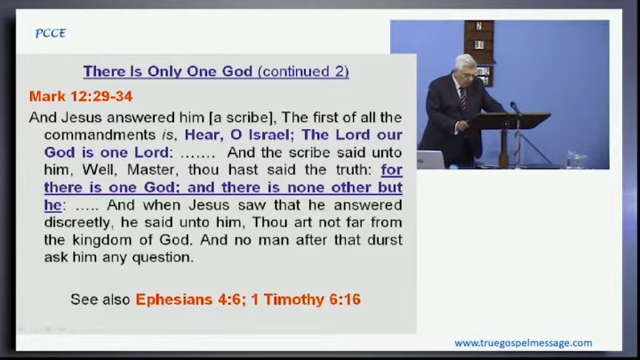 PCCE
There Is Only One God (continued 2)
Mark 12:29-34
And Jesus answered him [a scribe], The first of all the
commandments is, Hear, O Israel; The Lord our
God is one Lord: ……. And the scribe said unto
him, Well, Master, thou hast said the truth: for
there is one God; and there is none other but
he: ….. And when Jesus saw that he answered
discreetly, he said unto him, Thou art not far from
the kingdom of God. And no man after that durst
ask him any question.
See also Ephesians 4:6; 1 Timothy 6:16
www.truegospelmessage.com